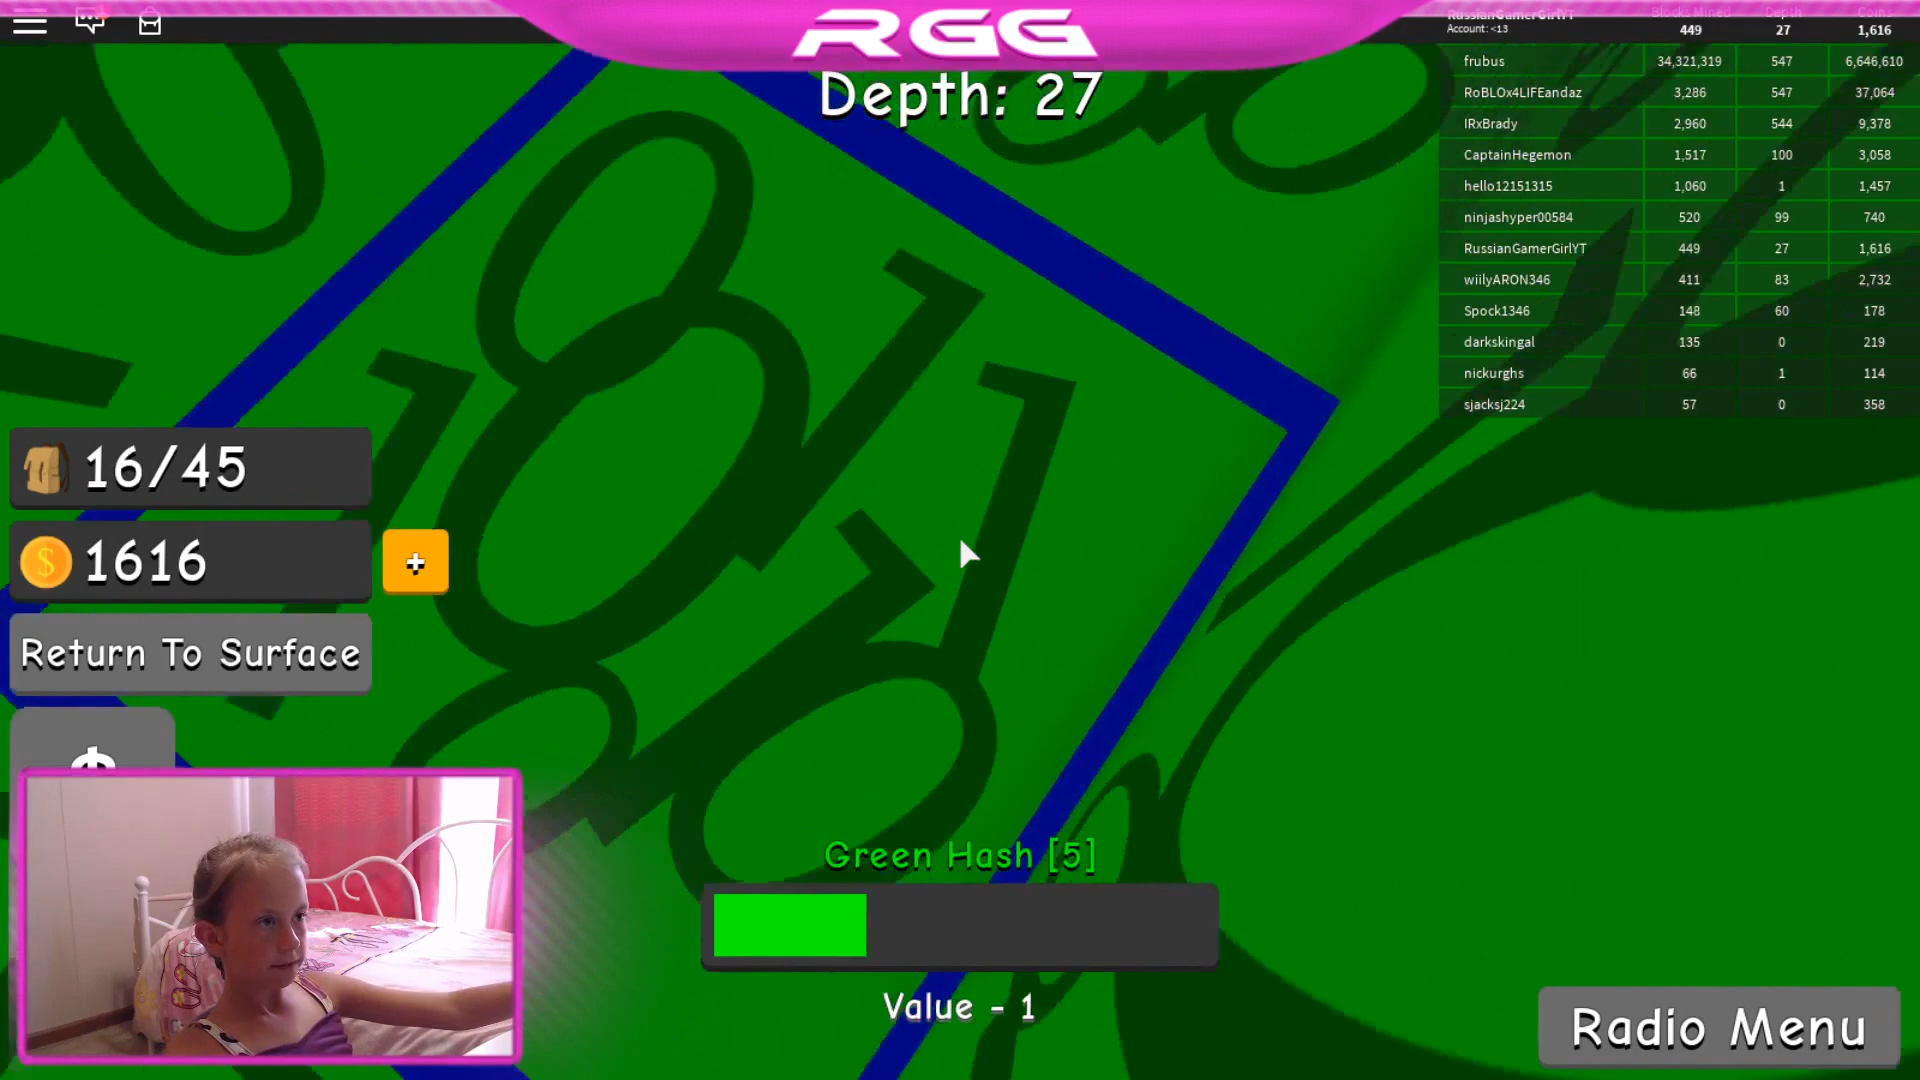 RGG
Depth: 27
RussianGamerGirlYT Blocks Mined Depth Coins
Account: <13 449 27 1,616
frubus 34,321,319 547 6,646,610
RoBLOx4LIFEandaz 3,286 547 37,064
IRxBrady 2,960 544 9,378
CaptainHegemon 1,517 100 3,058
hello12151315 1,060 1 1,457
ninjashyper00584 520 99 740
RussianGamerGirlYT 449 27 1,616
wiilyARON346 411 83 2,732
Spock1346 148 60 178
darkskingal 135 0 219
nickurghs 66 1 114
sjacksj224 57 0 358
16/45
$ 1616 +
Return To Surface
Green Hash [5]
Value - 1
Radio Menu